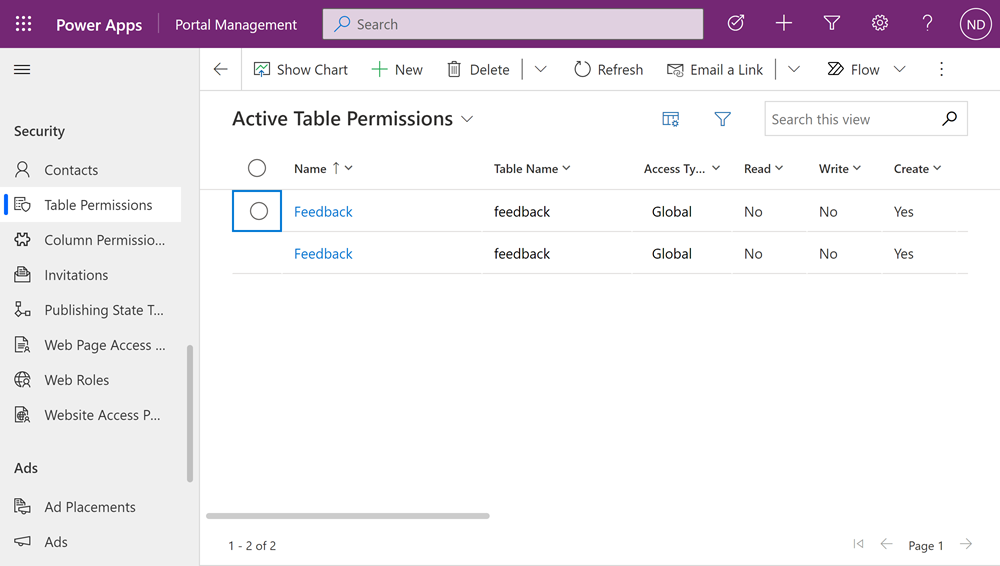 Power Apps Portal Management Search ND
Show Chart New Delete Refresh Email a Link Flow
Security
Contacts
Table Permissions
Column Permissio...
Invitations
Publishing State T...
Web Page Access ...
Web Roles
Website Access P...
Ads
Ad Placements
Ads
Active Table Permissions Search this view
Name Table Name Access Ty... Read Write Create
Feedback feedback Global No No Yes
Feedback feedback Global No No Yes
1 - 2 of 2 Page 1